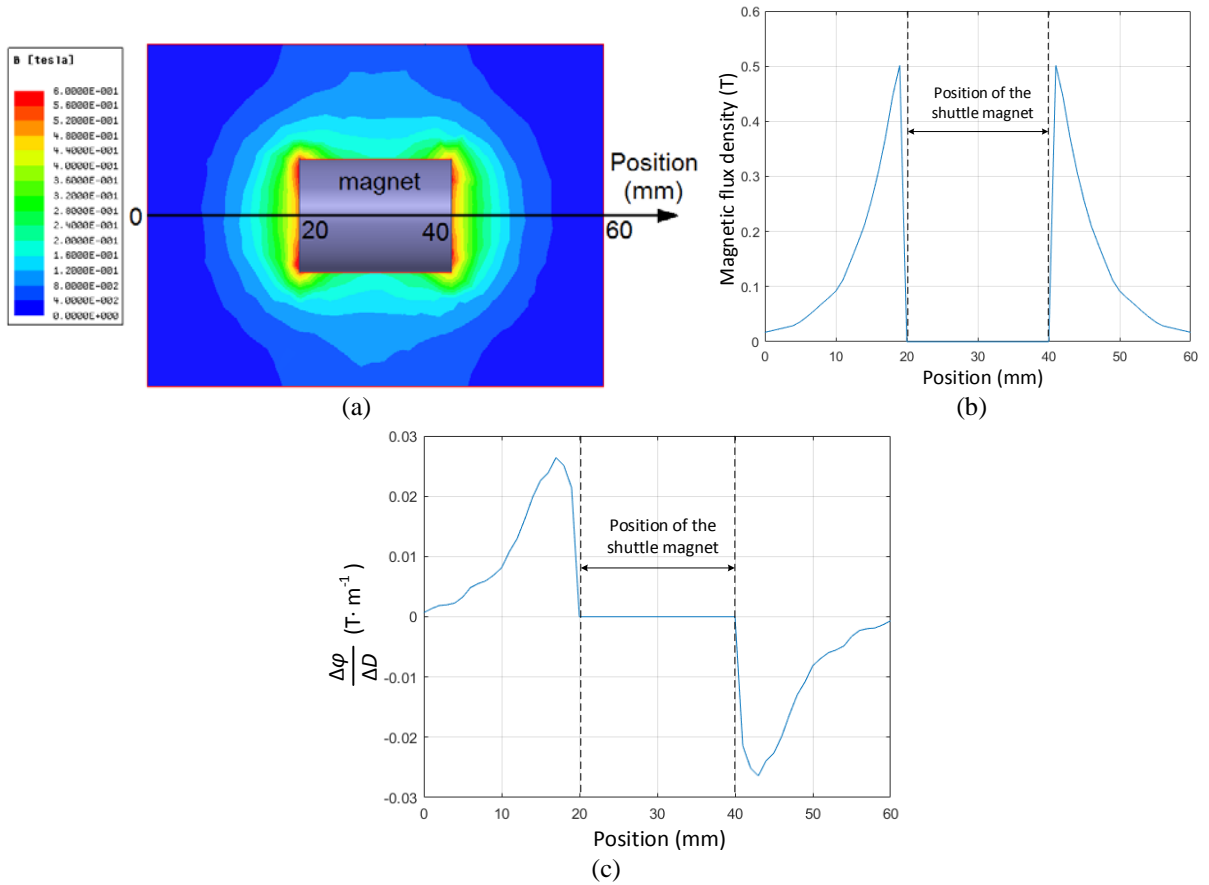 B [tesla]
6.0000E-001
5.6000E-001
5.2000E-001
4.8000E-001
4.4000E-001
4.0000E-001
3.6000E-001
3.2000E-001
2.8000E-001
2.4000E-001
2.0000E-001
1.6000E-001
1.2000E-001
8.0000E-002
4.0000E-002
0.0000E+000
magnet
Position
(mm)
0
20
40
60
(a)
Magnetic flux density (T)
0.6
0.5
0.4
0.3
0.2
0.1
0
Position of the
shuttle magnet
0 10 20 30 40 50 60
Position (mm)
(b)
Δφ/ΔD (T· m⁻¹ )
0.03
0.02
0.01
0
-0.01
-0.02
-0.03
Position of the
shuttle magnet
0 10 20 30 40 50 60
Position (mm)
(c)